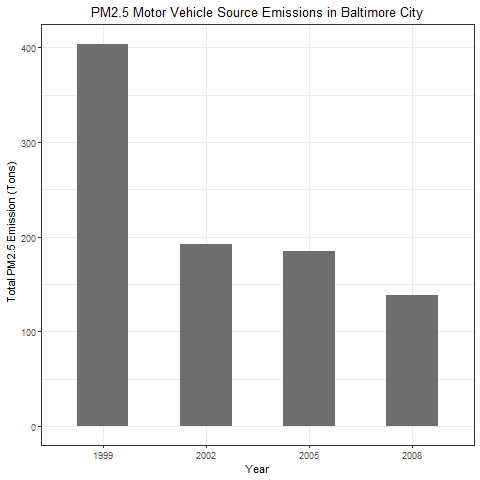 PM2.5 Motor Vehicle Source Emissions in Baltimore City
Total PM2.5 Emission (Tons)
400
300
200
100
0
1999 2002 2005 2008
Year